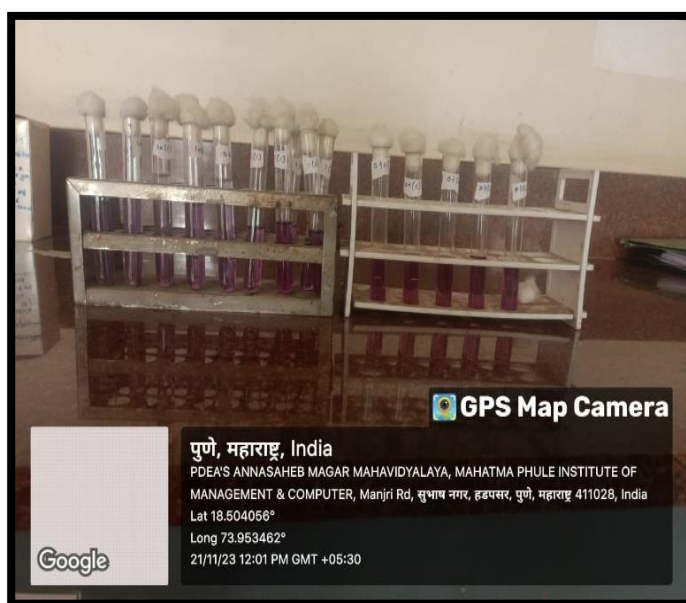 GPS Map Camera
पुणे, महाराष्ट्र, India
PDEA'S ANNASAHEB MAGAR MAHAVIDYALAYA, MAHATMA PHULE INSTITUTE OF
MANAGEMENT & COMPUTER, Manjri Rd, सुभाष नगर, हडपसर, पुणे, महाराष्ट्र 411028, India
Lat 18.504056°
Long 73.953462°
21/11/23 12:01 PM GMT +05:30
Google